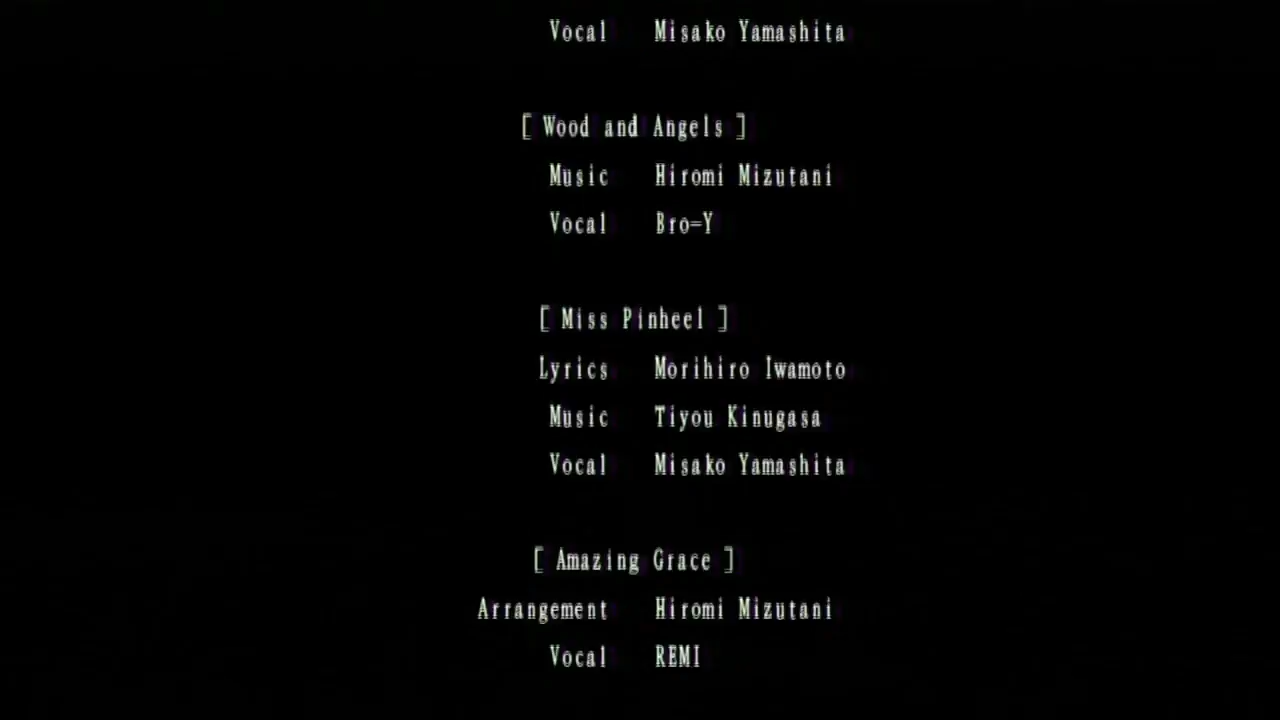 Vocal Misako Yamashita
[ Wood and Angels ]
Music Hiromi Mizutani
Vocal Bro=Y
[ Miss Pinheel ]
Lyrics Morihiro Iwamoto
Music Tiyou Kinugasa
Vocal Misako Yamashita
[ Amazing Grace ]
Arrangement Hiromi Mizutani
Vocal REMI